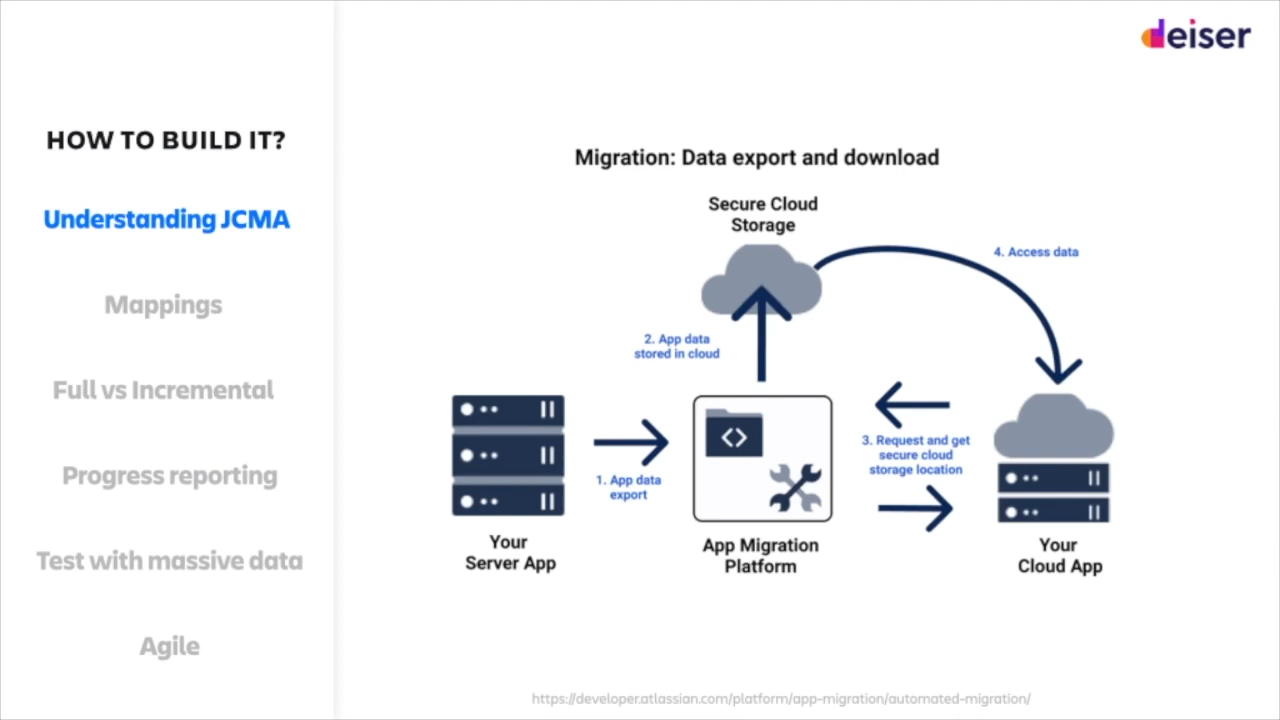 deiser
HOW TO BUILD IT?
Understanding JCMA
Mappings
Full vs Incremental
Progress reporting
Test with massive data
Agile
Migration: Data export and download
Secure Cloud
Storage
4. Access data
2. App data
stored in cloud
3. Request and get
secure cloud
storage location
1. App data
export
Your
Server App
App Migration
Platform
Your
Cloud App
https://developer.atlassian.com/platform/app-migration/automated-migration/